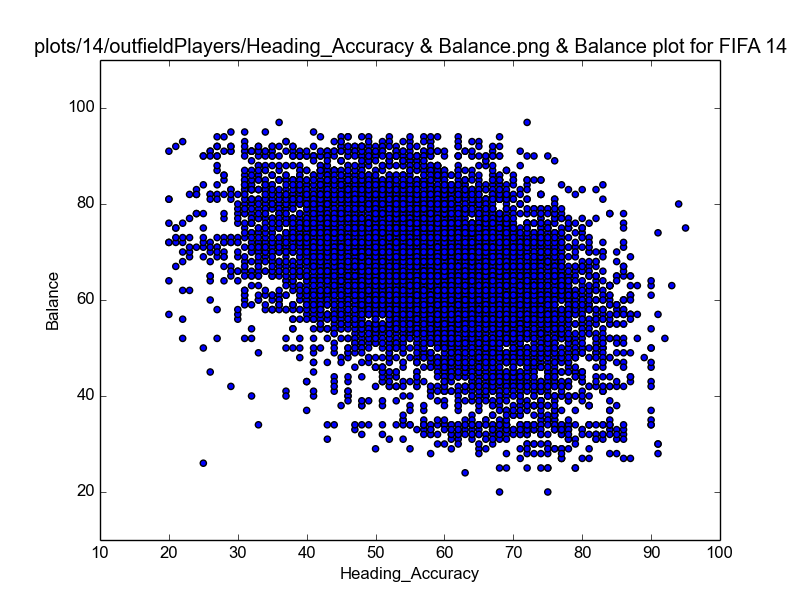 plots/14/outfieldPlayers/Heading_Accuracy & Balance.png & Balance plot for FIFA 14
100
80
60
40
20
Balance
10 20 30 40 50 60 70 80 90 100
Heading_Accuracy